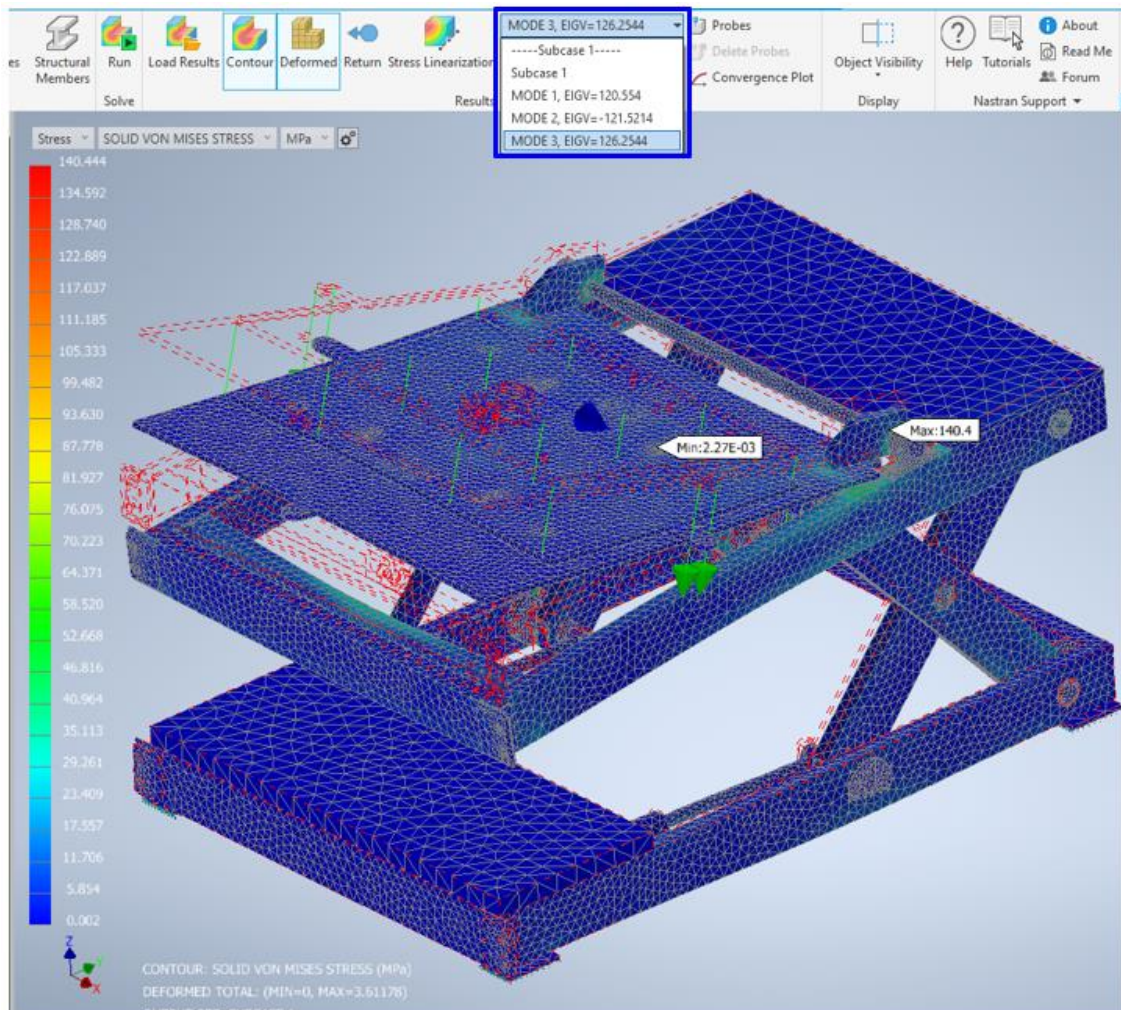 MODE 3, EIGV=126.2544
-----Subcase 1-----
Subcase 1
MODE 1, EIGV=120.554
MODE 2, EIGV=-121.5214
MODE 3, EIGV=126.2544
es
Structural Members
Run
Load Results
Contour
Deformed
Return
Stress Linearization
Probes
Delete Probes
Convergence Plot
Object Visibility
Help
Tutorials
About
Read Me
Forum
Solve
Results
Display
Nastran Support
Stress
SOLID VON MISES STRESS
MPa
140.444
134.592
128.740
122.889
117.037
111.185
105.333
99.482
93.630
87.778
81.927
76.075
70.223
64.371
58.520
52.668
46.816
40.964
35.113
29.261
23.409
17.557
11.706
5.854
0.002
Max:140.4
Min:2.27E-03
Z
Y
X
CONTOUR: SOLID VON MISES STRESS (MPa)
DEFORMED TOTAL: (MIN=0, MAX=3.61178)